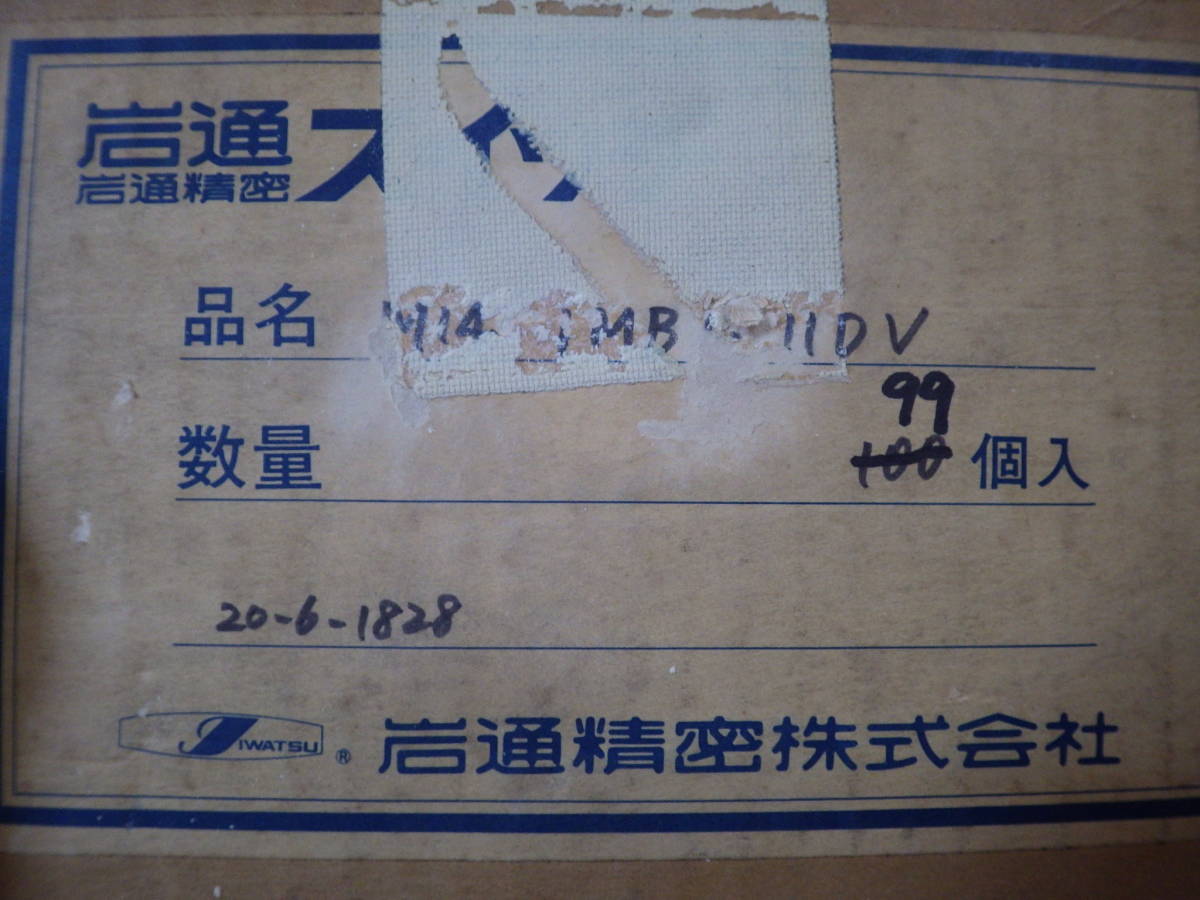 岩通
岩通精密
品名 M14 MB 11DV
99
数量 100 個入
20-6-1828
IWATSU ® 岩通精密株式会社